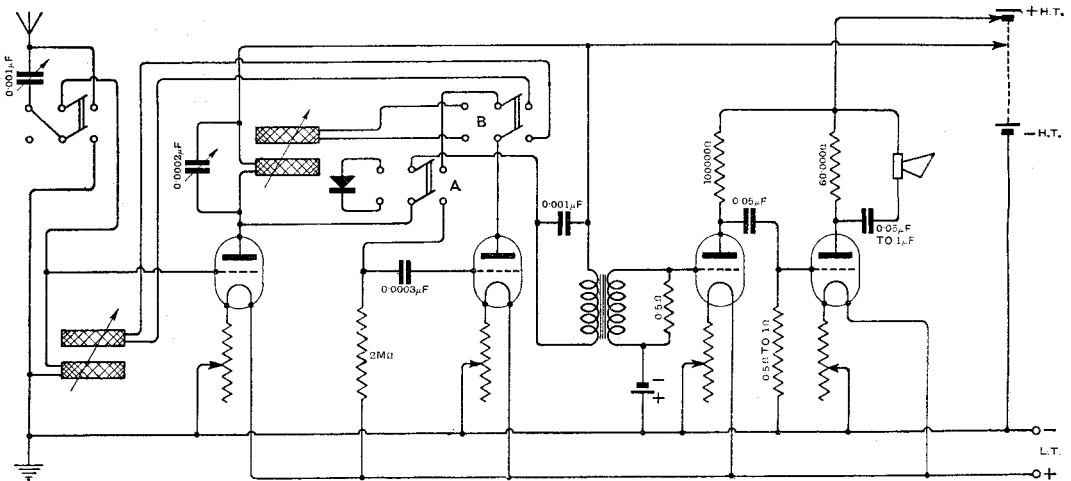 + H.T.
0·001μF
- H.T.
B
0·0002μF
A
100000Ω
60·000Ω
0·001μF
0·05μF
0·05μF
TO 1μF
0·0003μF
0·5Ω
2MΩ
0·5Ω TO 1Ω
-
+
-
L.T.
+